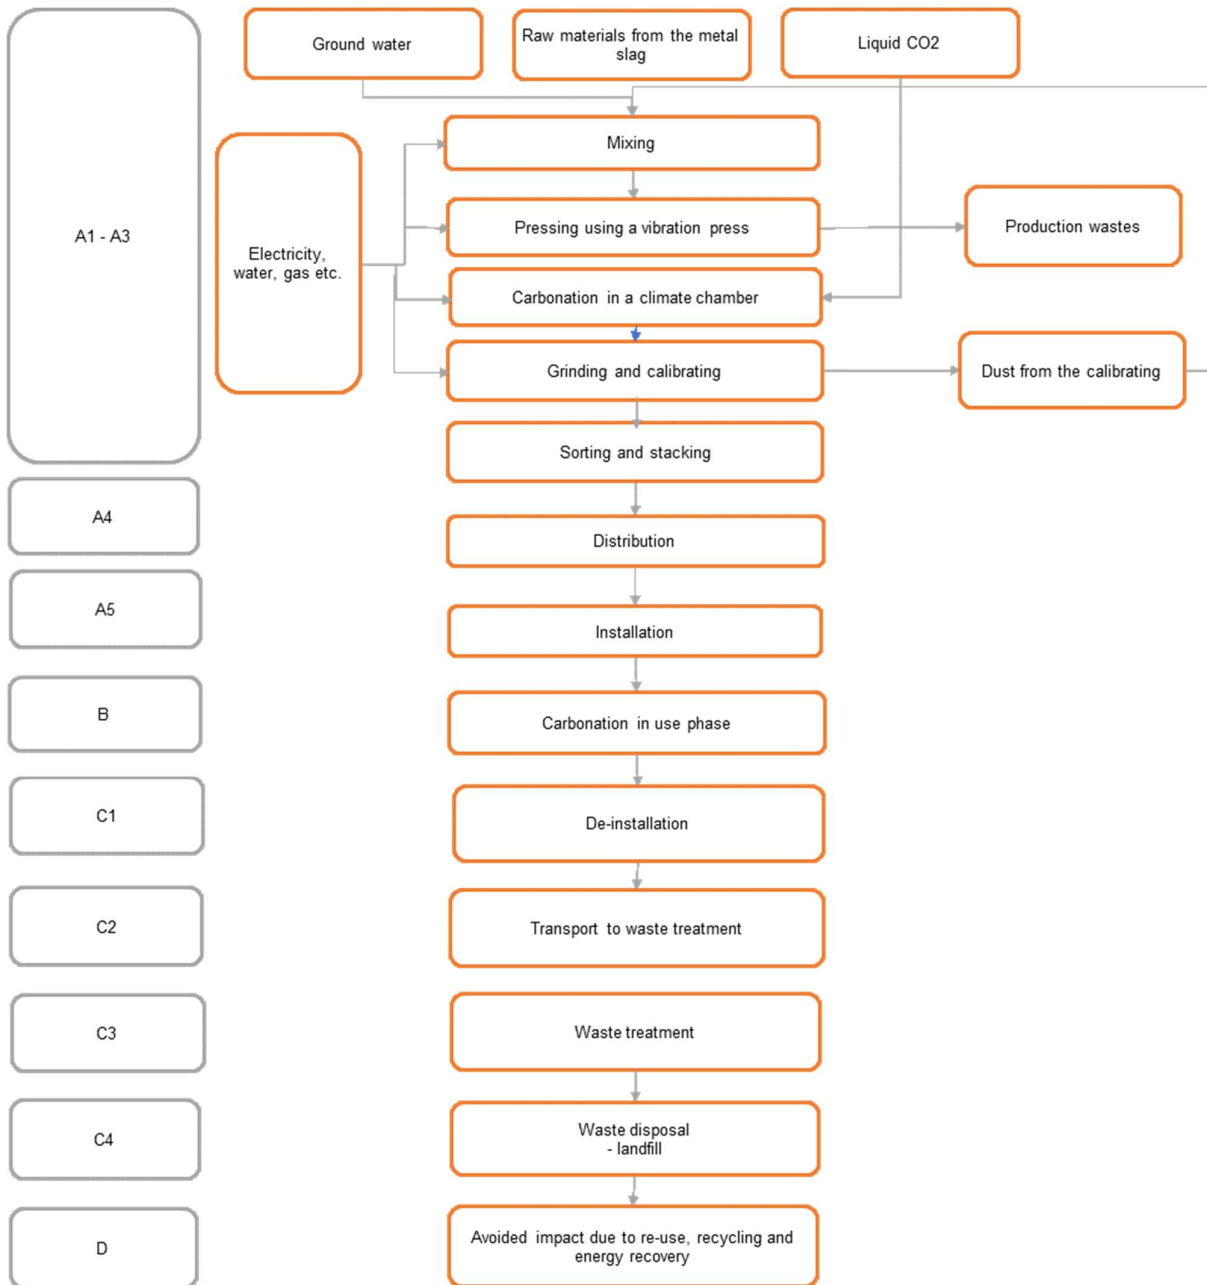 Ground water
Raw materials from the metal
slag
Liquid CO2
A1 - A3
Electricity,
water, gas etc.
Mixing
Pressing using a vibration press
Production wastes
Carbonation in a climate chamber
Grinding and calibrating
Dust from the calibrating
Sorting and stacking
A4
Distribution
A5
Installation
B
Carbonation in use phase
C1
De-installation
C2
Transport to waste treatment
C3
Waste treatment
C4
Waste disposal
- landfill
D
Avoided impact due to re-use, recycling and
energy recovery